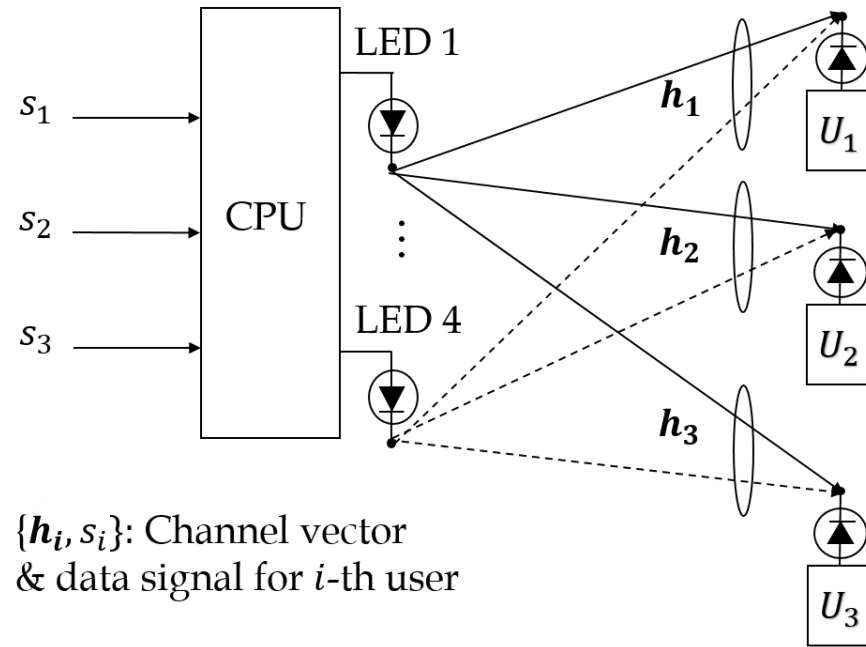 LED 1
s₁
h₁
U₁
s₂
CPU
h₂
⋮
LED 4
U₂
s₃
h₃
{hᵢ, sᵢ}: Channel vector
& data signal for i-th user
U₃